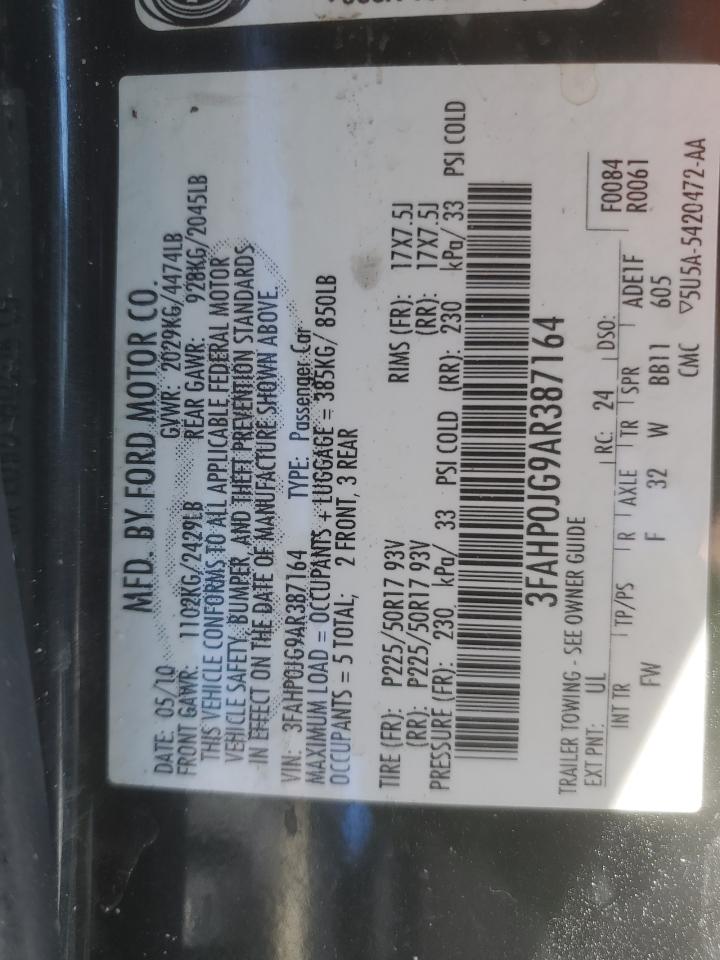 MFD. BY FORD MOTOR CO.
DATE: 05/10 GVWR: 2029KG/4474LB
FRONT GAWR: 1102KG/2429LB REAR GAWR: 928KG/2045LB
THIS VEHICLE CONFORMS TO ALL APPLICABLE FEDERAL MOTOR
VEHICLE SAFETY, BUMPER, AND THEFT PREVENTION STANDARDS
IN EFFECT ON THE DATE OF MANUFACTURE SHOWN ABOVE.
VIN: 3FAHP0JG9AR387164 TYPE: Passenger Car
MAXIMUM LOAD = OCCUPANTS + LUGGAGE = 385KG/ 850LB
OCCUPANTS = 5 TOTAL; 2 FRONT, 3 REAR
TIRE (FR): P225/50R17 93V RIMS (FR): 17X7.5J
(RR): P225/50R17 93V (RR): 17X7.5J
PRESSURE (FR): 230 kPa/ 33 PSI COLD (RR): 230 kPa/ 33 PSI COLD
3FAHP0JG9AR387164
TRAILER TOWING - SEE OWNER GUIDE F0084
R0061
EXT PNT: UL RC: 24 DSO:
INT TR TP/PS R AXLE TR SPR ADE1F
FW F 32 W BB11 605
CMC ▽5U5A-5420472-AA